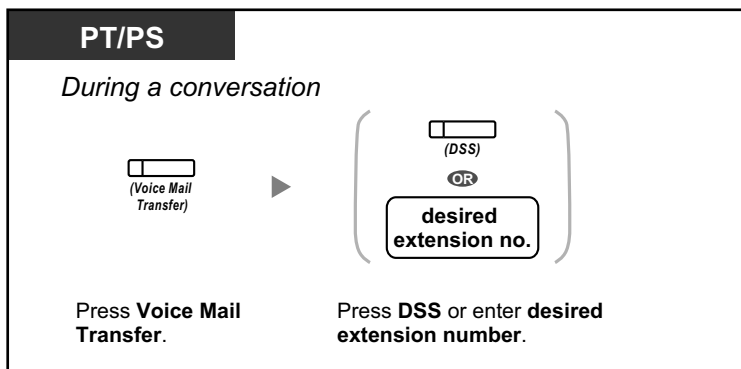 PT/PS
During a conversation
(Voice Mail
Transfer)
(DSS)
OR
desired
extension no.
Press Voice Mail
Transfer.
Press DSS or enter desired
extension number.